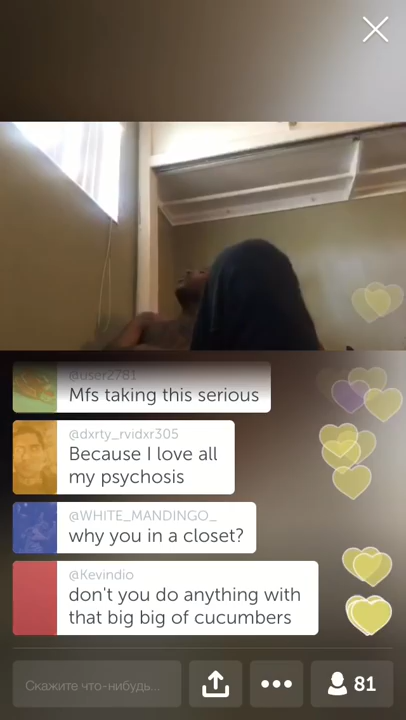 @user2781
Mfs taking this serious
@dxrty_rvidxr305
Because I love all
my psychosis
@WHITE_MANDINGO_
why you in a closet?
@Kevindio
don't you do anything with
that big big of cucumbers
Скажите что-нибудь...
81